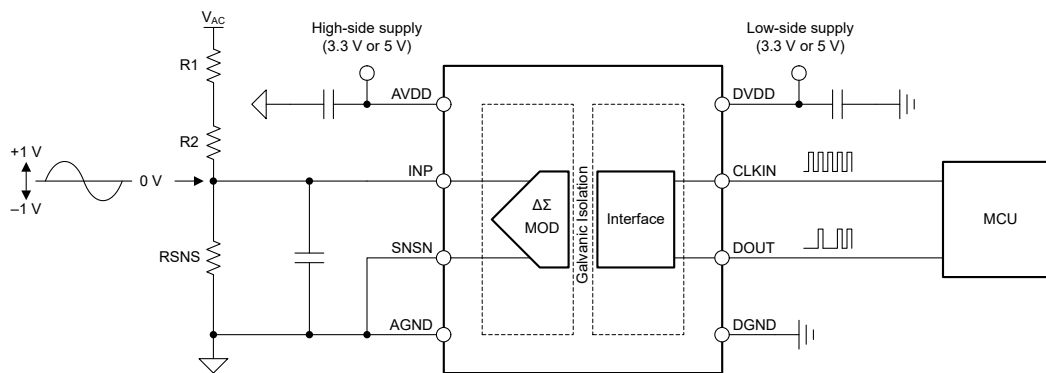 V_AC
High-side supply
(3.3 V or 5 V)
Low-side supply
(3.3 V or 5 V)
R1
AVDD
DVDD
R2
+1 V
0 V
–1 V
INP
CLKIN
ΔΣ
MOD
Galvanic Isolation
Interface
MCU
RSNS
SNSN
DOUT
AGND
DGND